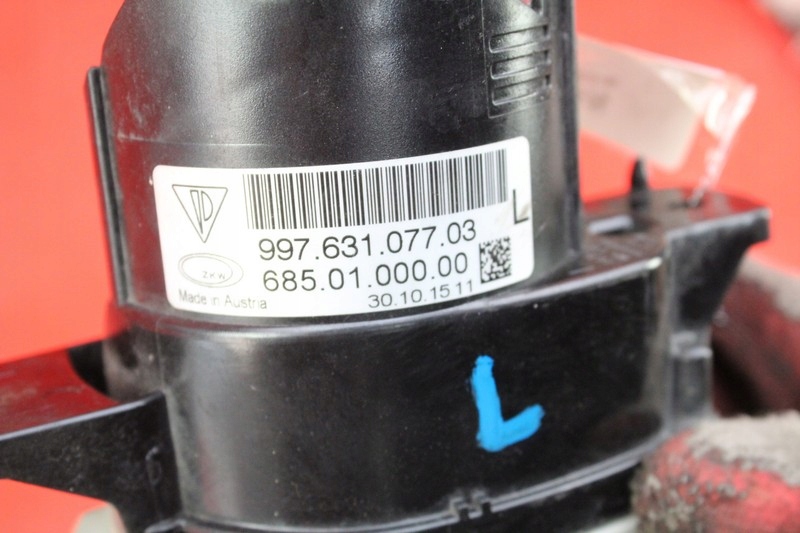 L
997.631.077.03
ZKW
685.01.000.00
Made in Austria
30.10.15 11
L